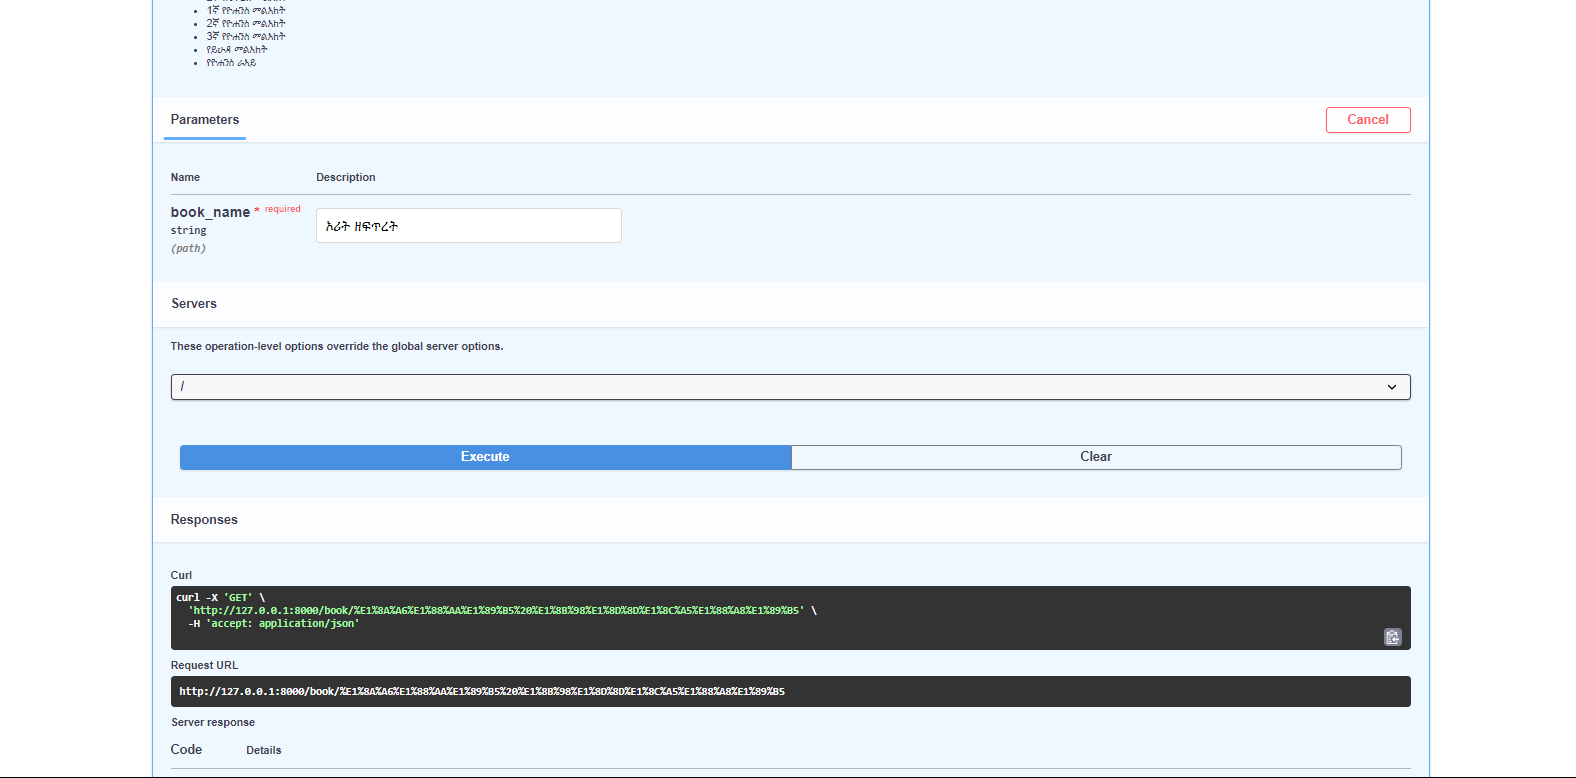 1ኛ የዮሐንስ መልእክት
2ኛ የዮሐንስ መልእክት
3ኛ የዮሐንስ መልእክት
የይሁዳ መልእክት
የዮሐንስ ራእይ
Parameters
Cancel
Name Description
book_name * required
ኦሪት ዘፍጥረት
string
(path)
Servers
These operation-level options override the global server options.
/
Execute Clear
Responses
Curl
curl -X 'GET' \
'http://127.0.0.1:8000/book/%E1%8A%A6%E1%88%AA%E1%89%B5%20%E1%8B%98%E1%8D%8D%E1%8C%A5%E1%88%A8%E1%89%B5' \
-H 'accept: application/json'
Request URL
http://127.0.0.1:8000/book/%E1%8A%A6%E1%88%AA%E1%89%B5%20%E1%8B%98%E1%8D%8D%E1%8C%A5%E1%88%A8%E1%89%B5
Server response
Code Details